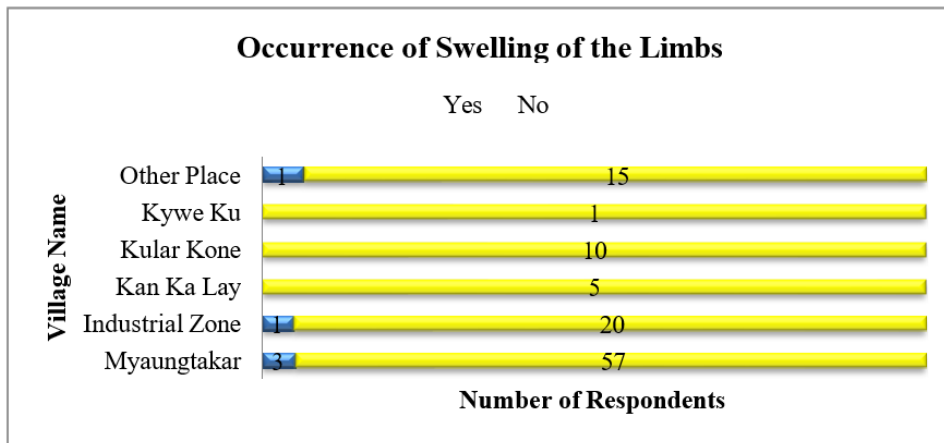 Occurrence of Swelling of the Limbs
Yes No
Village Name
Other Place 1 15
Kywe Ku 1
Kular Kone 10
Kan Ka Lay 5
Industrial Zone 1 20
Myaungtakar 3 57
Number of Respondents